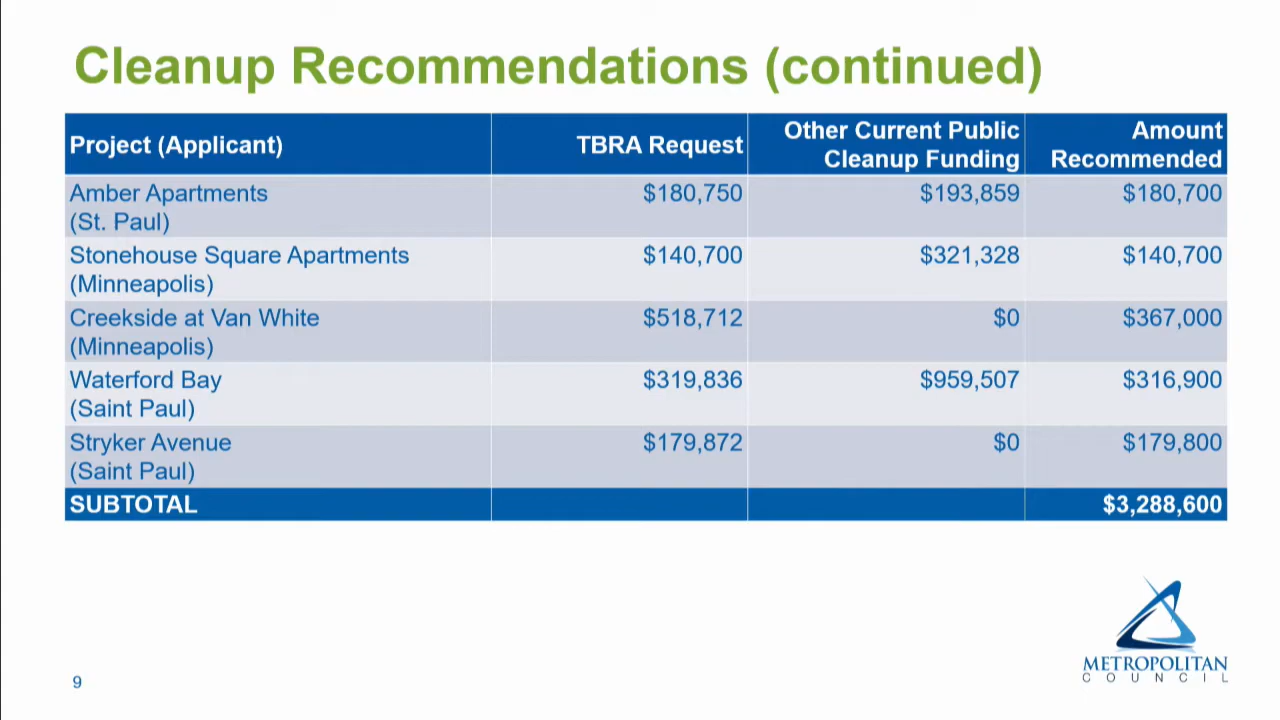 Cleanup Recommendations (continued)
Project (Applicant) TBRA Request Other Current Public Cleanup Funding Amount Recommended
Amber Apartments $180,750 $193,859 $180,700
(St. Paul)
Stonehouse Square Apartments $140,700 $321,328 $140,700
(Minneapolis)
Creekside at Van White $518,712 $0 $367,000
(Minneapolis)
Waterford Bay $319,836 $959,507 $316,900
(Saint Paul)
Stryker Avenue $179,872 $0 $179,800
(Saint Paul)
SUBTOTAL $3,288,600
METROPOLITAN
COUNCIL
9